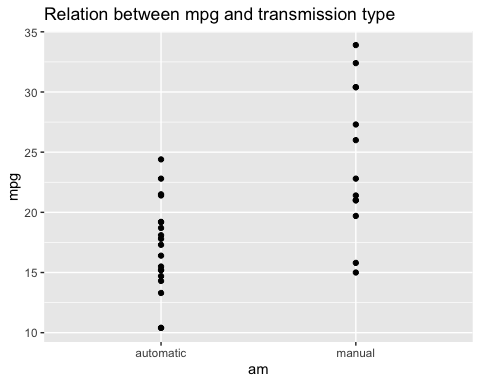 Relation between mpg and transmission type
35
30
25
20
15
10
mpg
automatic manual
am